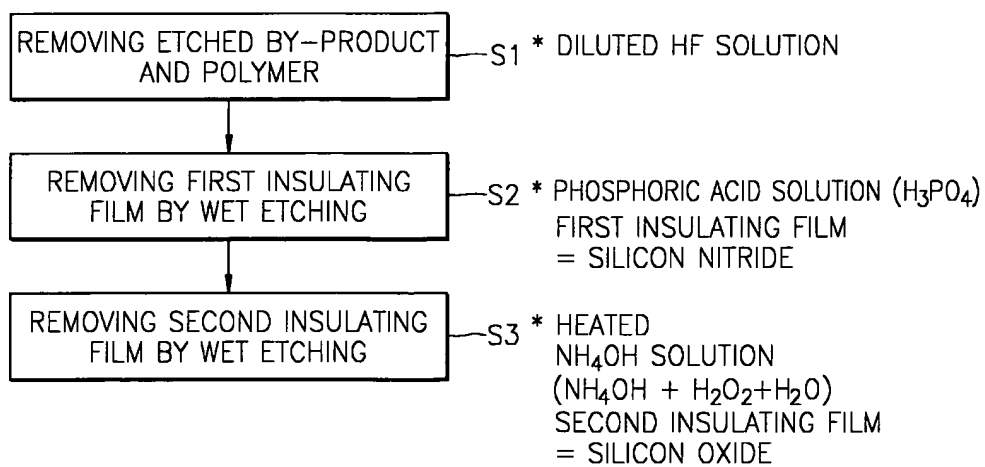 REMOVING ETCHED BY-PRODUCT
AND POLYMER
S1 * DILUTED HF SOLUTION
REMOVING FIRST INSULATING
FILM BY WET ETCHING
S2 * PHOSPHORIC ACID SOLUTION (H3PO4)
FIRST INSULATING FILM
= SILICON NITRIDE
REMOVING SECOND INSULATING
FILM BY WET ETCHING
S3 * HEATED
NH4OH SOLUTION
(NH4OH + H2O2+H2O)
SECOND INSULATING FILM
= SILICON OXIDE